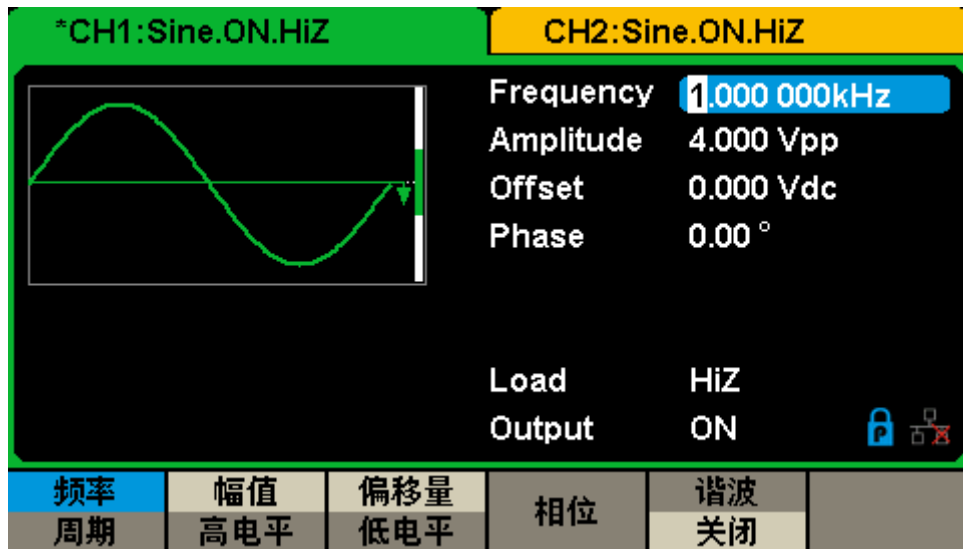 *CH1:Sine.ON.HiZ CH2:Sine.ON.HiZ
Frequency 1.000 000kHz
Amplitude 4.000 Vpp
Offset 0.000 Vdc
Phase 0.00 °
Load HiZ
Output ON
P
频率 幅值 偏移量 相位 谐波
周期 高电平 低电平 关闭